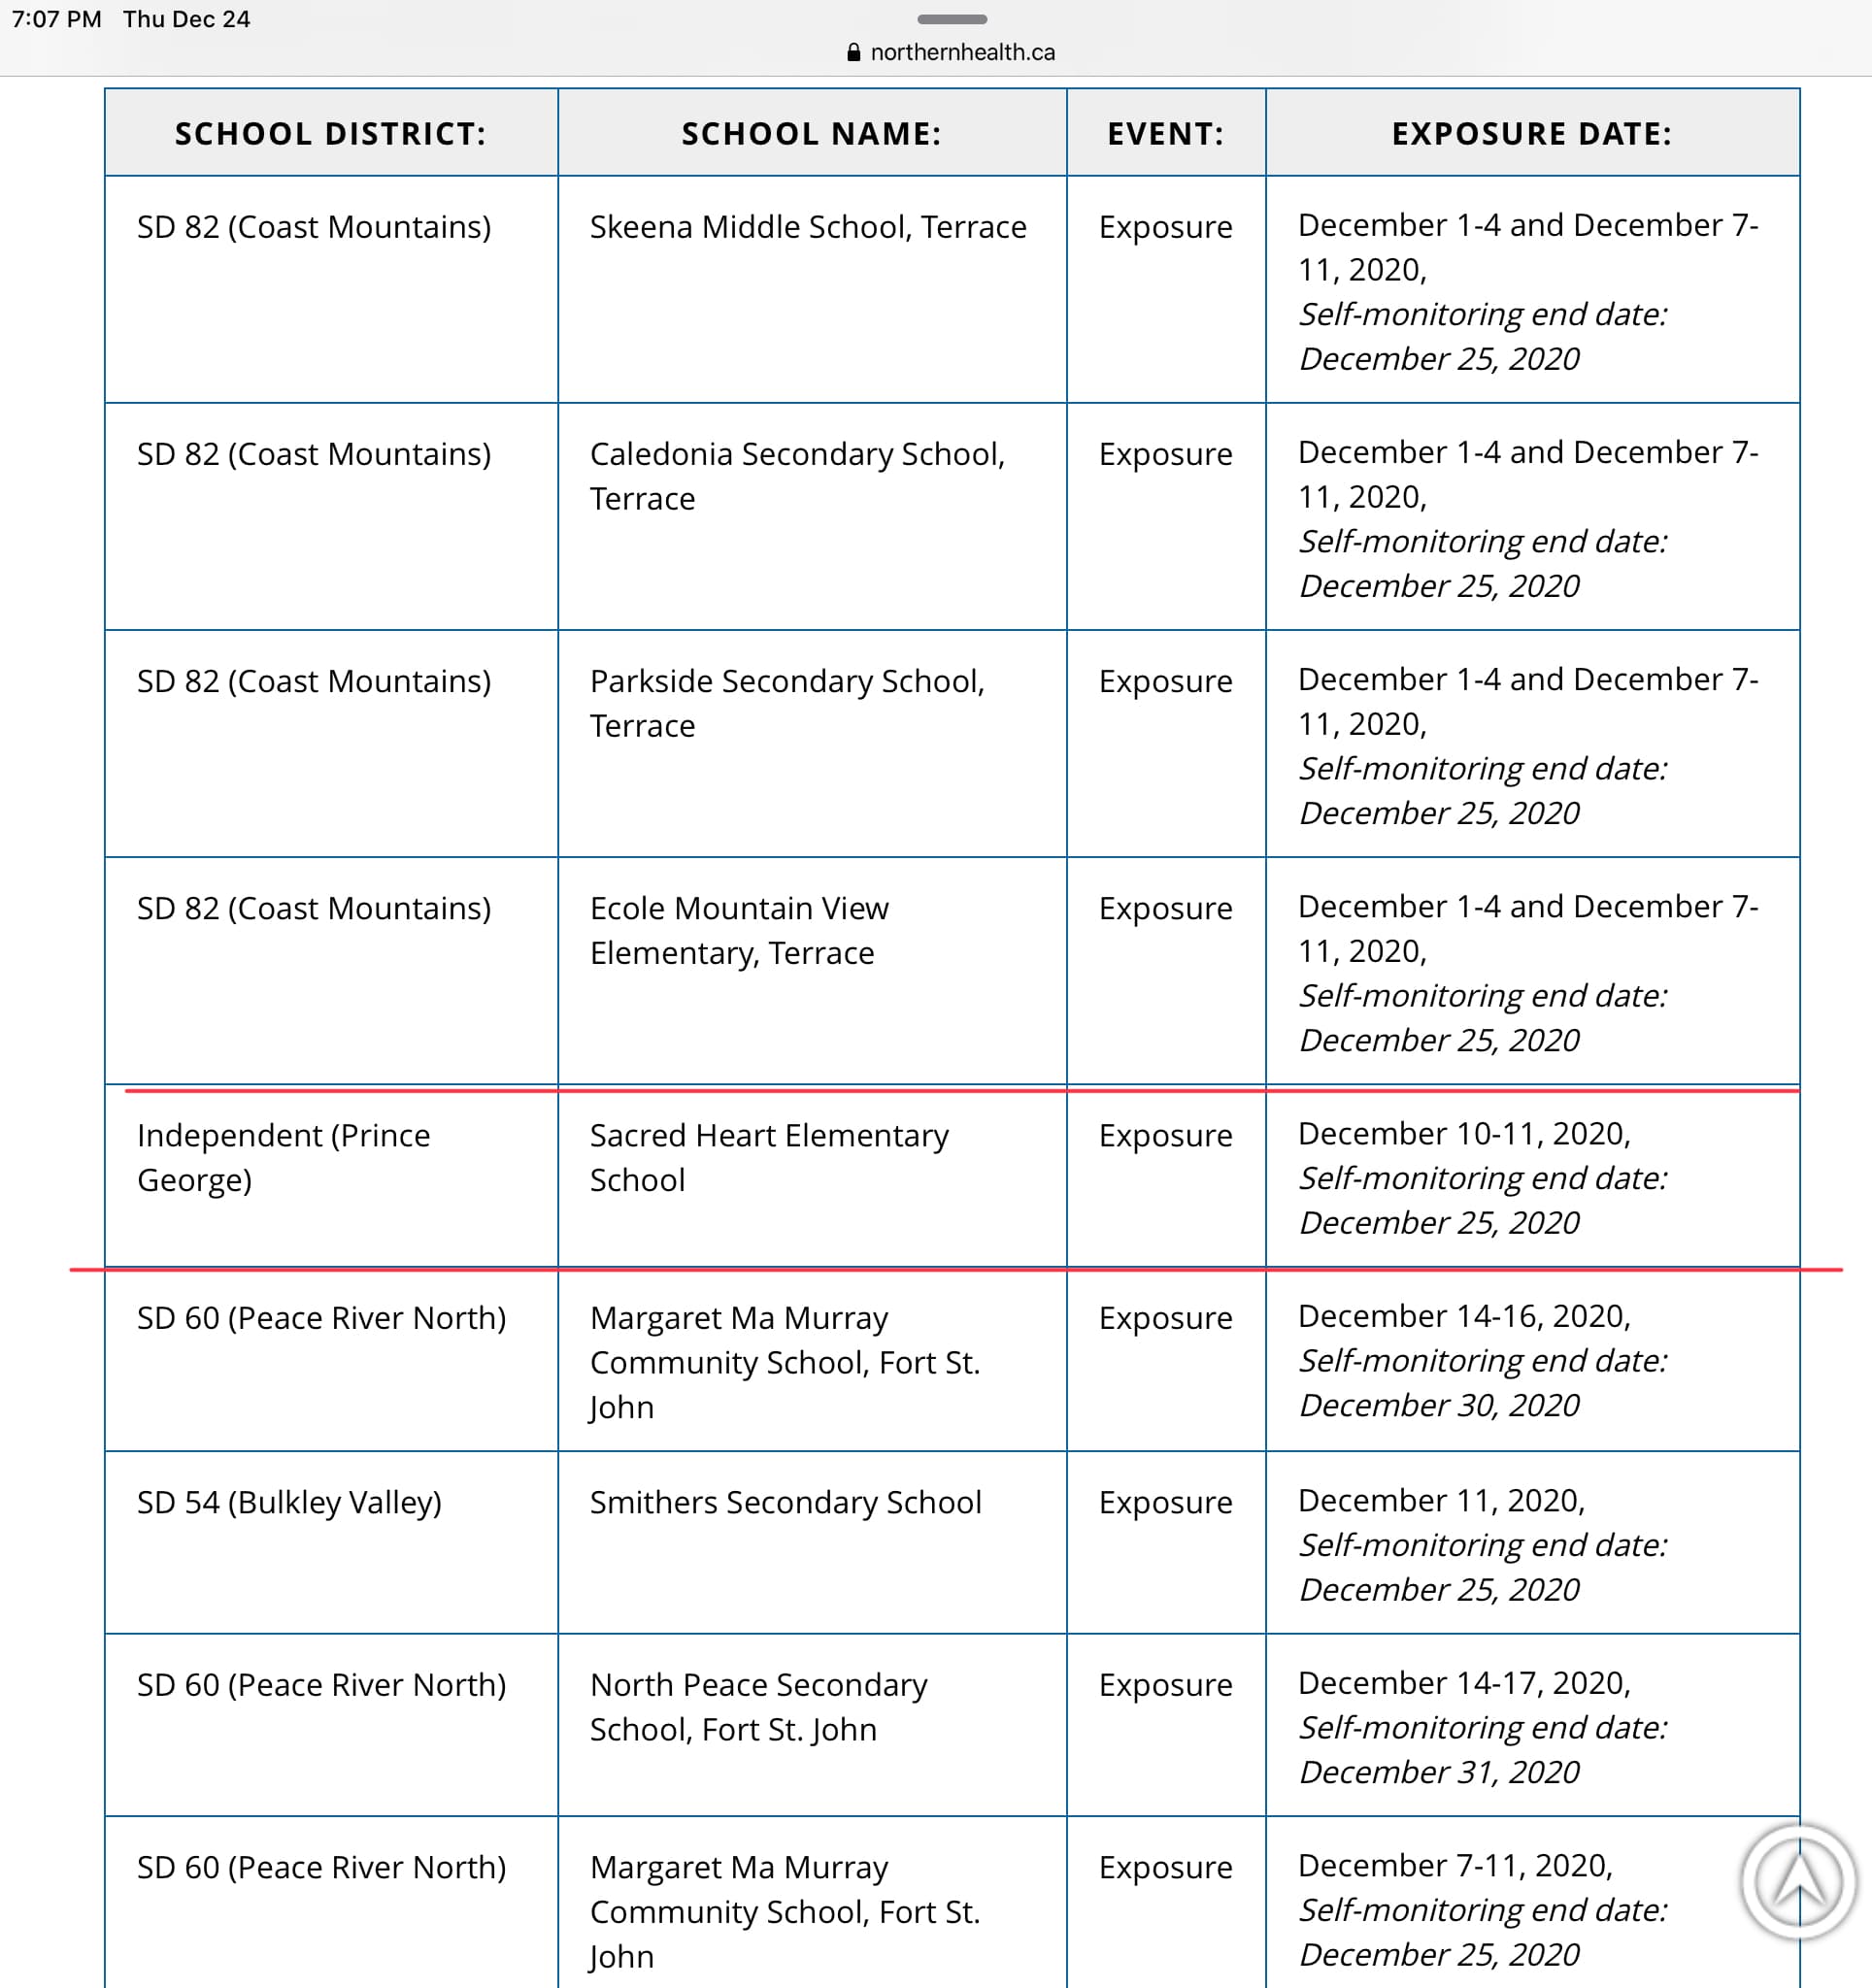 7:07 PM Thu Dec 24
northernhealth.ca
SCHOOL DISTRICT: SCHOOL NAME: EVENT: EXPOSURE DATE:
SD 82 (Coast Mountains) Skeena Middle School, Terrace Exposure December 1-4 and December 7-
11, 2020,
Self-monitoring end date:
December 25, 2020
SD 82 (Coast Mountains) Caledonia Secondary School, Exposure December 1-4 and December 7-
Terrace 11, 2020,
Self-monitoring end date:
December 25, 2020
SD 82 (Coast Mountains) Parkside Secondary School, Exposure December 1-4 and December 7-
Terrace 11, 2020,
Self-monitoring end date:
December 25, 2020
SD 82 (Coast Mountains) Ecole Mountain View Exposure December 1-4 and December 7-
Elementary, Terrace 11, 2020,
Self-monitoring end date:
December 25, 2020
Independent (Prince Sacred Heart Elementary Exposure December 10-11, 2020,
George) School Self-monitoring end date:
December 25, 2020
SD 60 (Peace River North) Margaret Ma Murray Exposure December 14-16, 2020,
Community School, Fort St. Self-monitoring end date:
John December 30, 2020
SD 54 (Bulkley Valley) Smithers Secondary School Exposure December 11, 2020,
Self-monitoring end date:
December 25, 2020
SD 60 (Peace River North) North Peace Secondary Exposure December 14-17, 2020,
School, Fort St. John Self-monitoring end date:
December 31, 2020
SD 60 (Peace River North) Margaret Ma Murray Exposure December 7-11, 2020,
Community School, Fort St. Self-monitoring end date:
John December 25, 2020